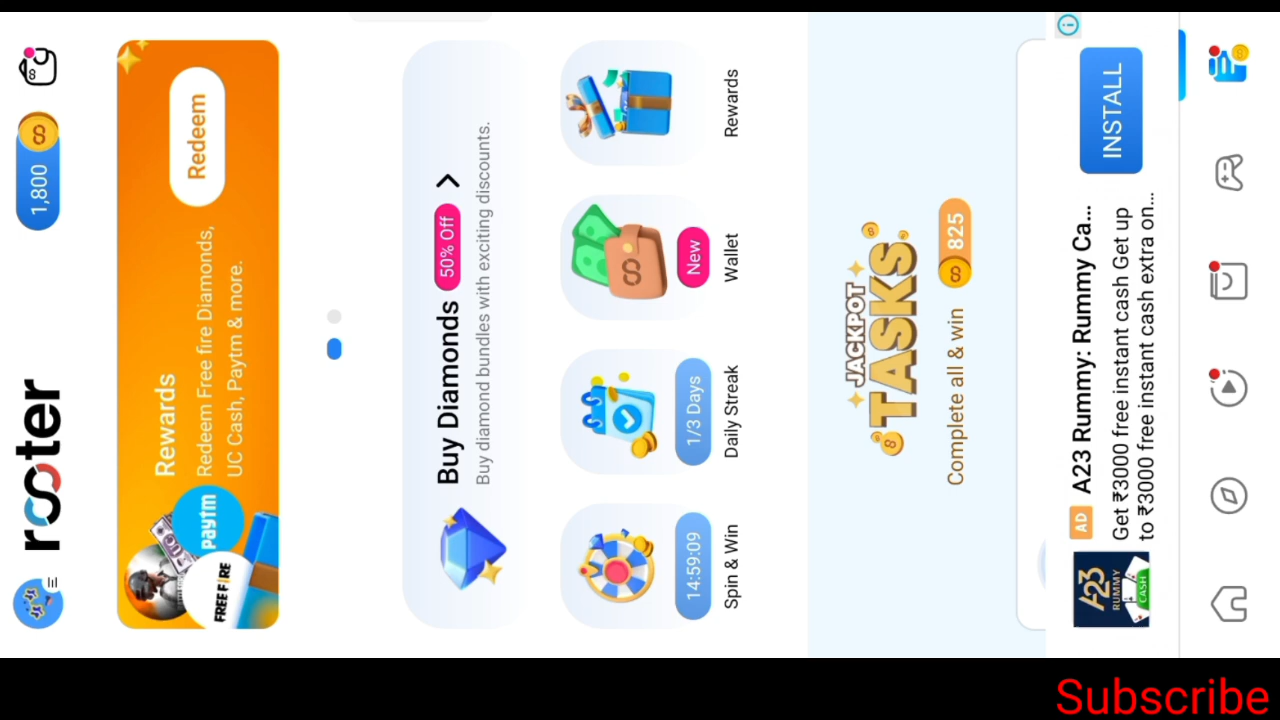 rooter
1,800
Rewards
Redeem Free fire Diamonds,
UC Cash, Paytm & more.
Redeem
paytm
FREE FIRE
UC
Buy Diamonds 50% Off
Buy diamond bundles with exciting discounts.
14:59:09
Spin & Win
1/3 Days
Daily Streak
New
Wallet
Rewards
JACKPOT
TASKS
Complete all & win 825
A23
RUMMY
CASH
AD A23 Rummy: Rummy Ca...
Get ₹3000 free instant cash Get up
to ₹3000 free instant cash extra on...
INSTALL
Subscribe